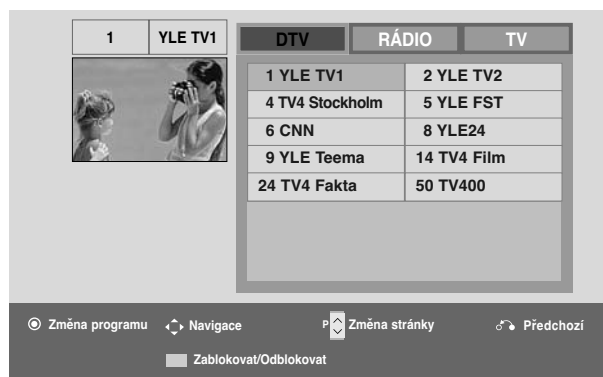 1 YLE TV1
DTV RÁDIO TV
1 YLE TV1 2 YLE TV2
4 TV4 Stockholm 5 YLE FST
6 CNN 8 YLE24
9 YLE Teema 14 TV4 Film
24 TV4 Fakta 50 TV400
Změna programu Navigace P Změna stránky Předchozí
Zablokovat/Odblokovat